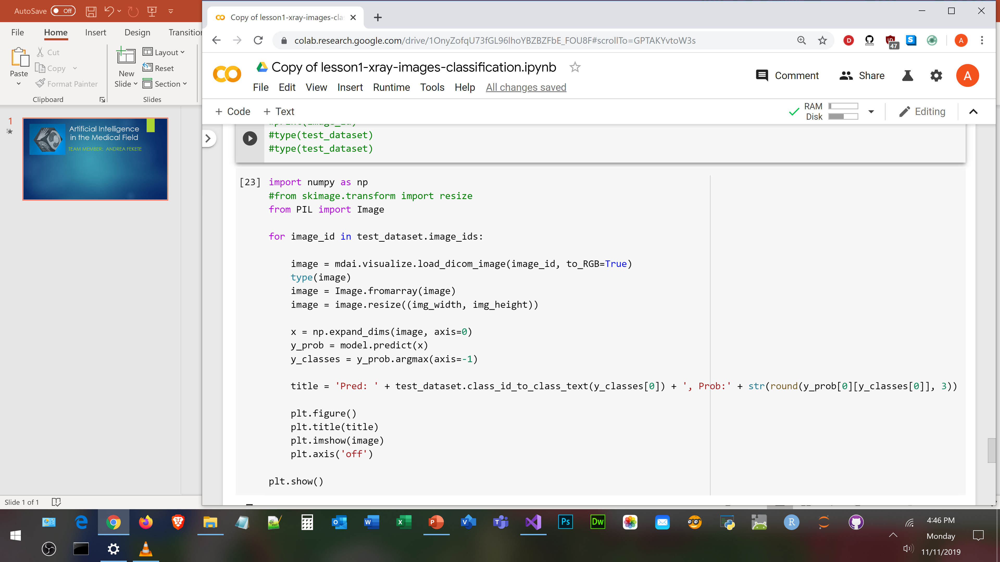 AutoSave Off
File Home Insert Design Transition
Paste
Cut
Copy
Format Painter
Clipboard
New
Slide
Layout
Reset
Section
Slides
1
Artificial Intelligence
in the Medical Field
TEAM MEMBER: ANDREA FEKETE
Slide 1 of 1
Copy of lesson1-xray-images-clas
colab.research.google.com/drive/1OnyZofqU73fGL96lhoYBZBZFbE_FOU8F#scrollTo=GPTAKYvtoW3s
D
47
S
A
CO
Copy of lesson1-xray-images-classification.ipynb
File Edit View Insert Runtime Tools Help All changes saved
Comment Share A
+ Code + Text
RAM
Disk
Editing
#print(image_id)
#type(test_dataset)
#type(test_dataset)
[23] import numpy as np
#from skimage.transform import resize
from PIL import Image
for image_id in test_dataset.image_ids:
image = mdai.visualize.load_dicom_image(image_id, to_RGB=True)
type(image)
image = Image.fromarray(image)
image = image.resize((img_width, img_height))
x = np.expand_dims(image, axis=0)
y_prob = model.predict(x)
y_classes = y_prob.argmax(axis=-1)
title = 'Pred: ' + test_dataset.class_id_to_class_text(y_classes[0]) + ', Prob:' + str(round(y_prob[0][y_classes[0]], 3))
plt.figure()
plt.title(title)
plt.imshow(image)
plt.axis('off')
plt.show()
4:46 PM
Monday
11/11/2019